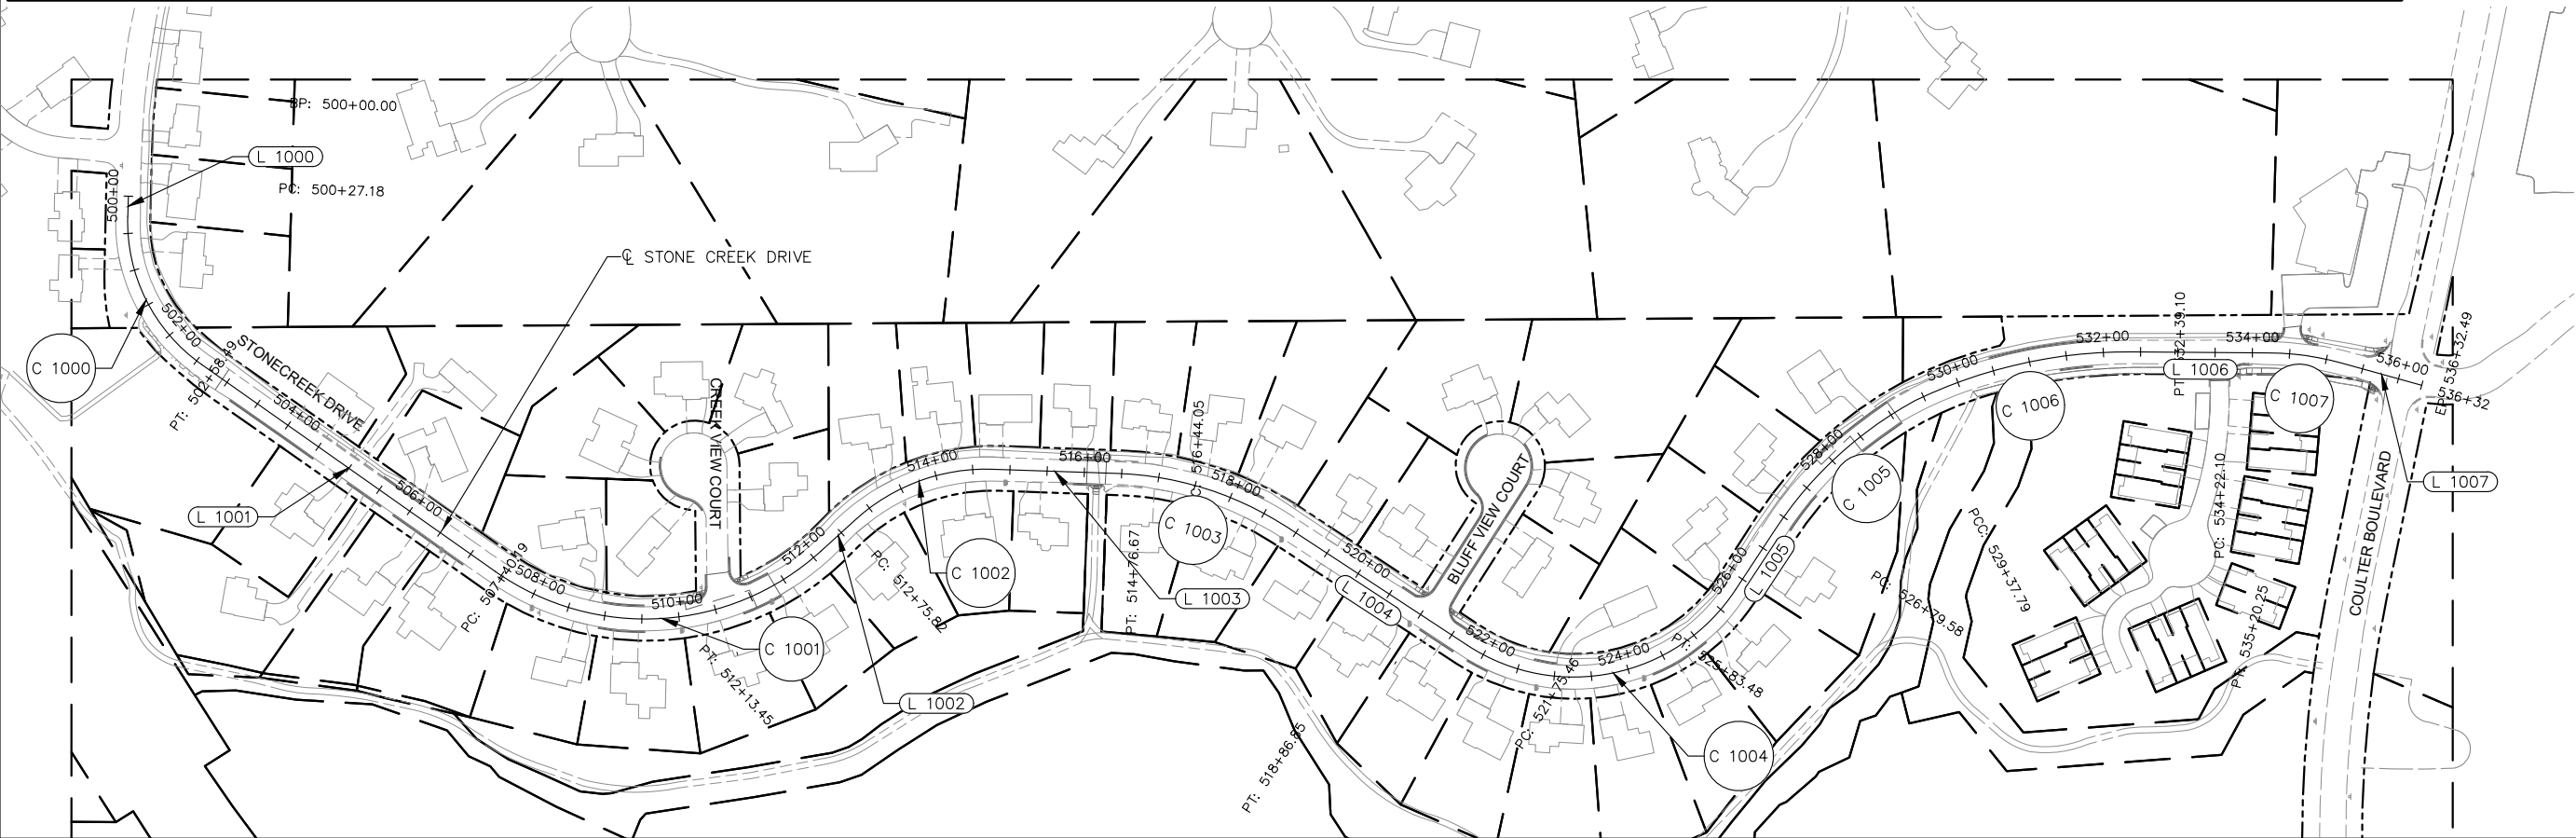 BP: 500+00.00
L 1000
PC: 500+27.18
500+00
℄ STONE CREEK DRIVE
C 1000
502+00
PT: 502+58.49
STONECREEK DRIVE
504+00
L 1001
506+00
PC: 507+40.49
508+00
CREEK VIEW COURT
510+00
C 1001
PT: 512+13.45
512+00
L 1002
PC: 512+75.82
514+00
C 1002
516+00
PT: 514+76.67
L 1003
516+44.05
C 1003
518+00
PT: 518+86.85
520+00
L 1004
BLUFF VIEW COURT
522+00
PC: 521+75.46
524+00
C 1004
PT: 525+83.48
526+00
L 1005
PC: 526+79.58
528+00
C 1005
530+00
PCC: 529+37.79
C 1006
532+00
PT: 532+39.10
L 1006
534+00
PC: 534+22.10
C 1007
PT: 535+20.25
536+00
EP: 536+32.49
536+32
L 1007
COULTER BOULEVARD